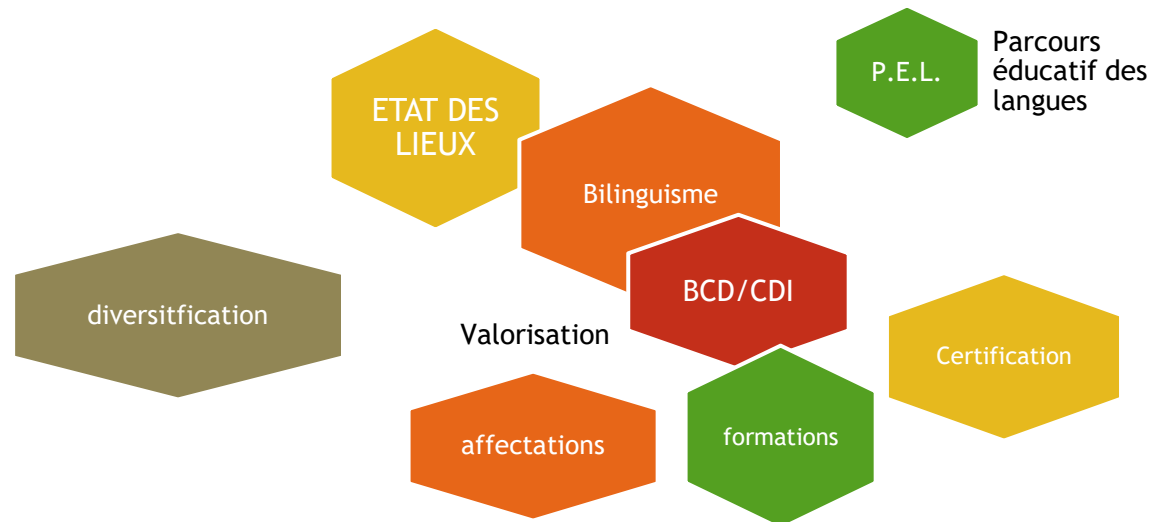 P.E.L.
Parcours
éducatif des
langues
ETAT DES
LIEUX
Bilinguisme
BCD/CDI
diversitfication
Valorisation
Certification
affectations
formations